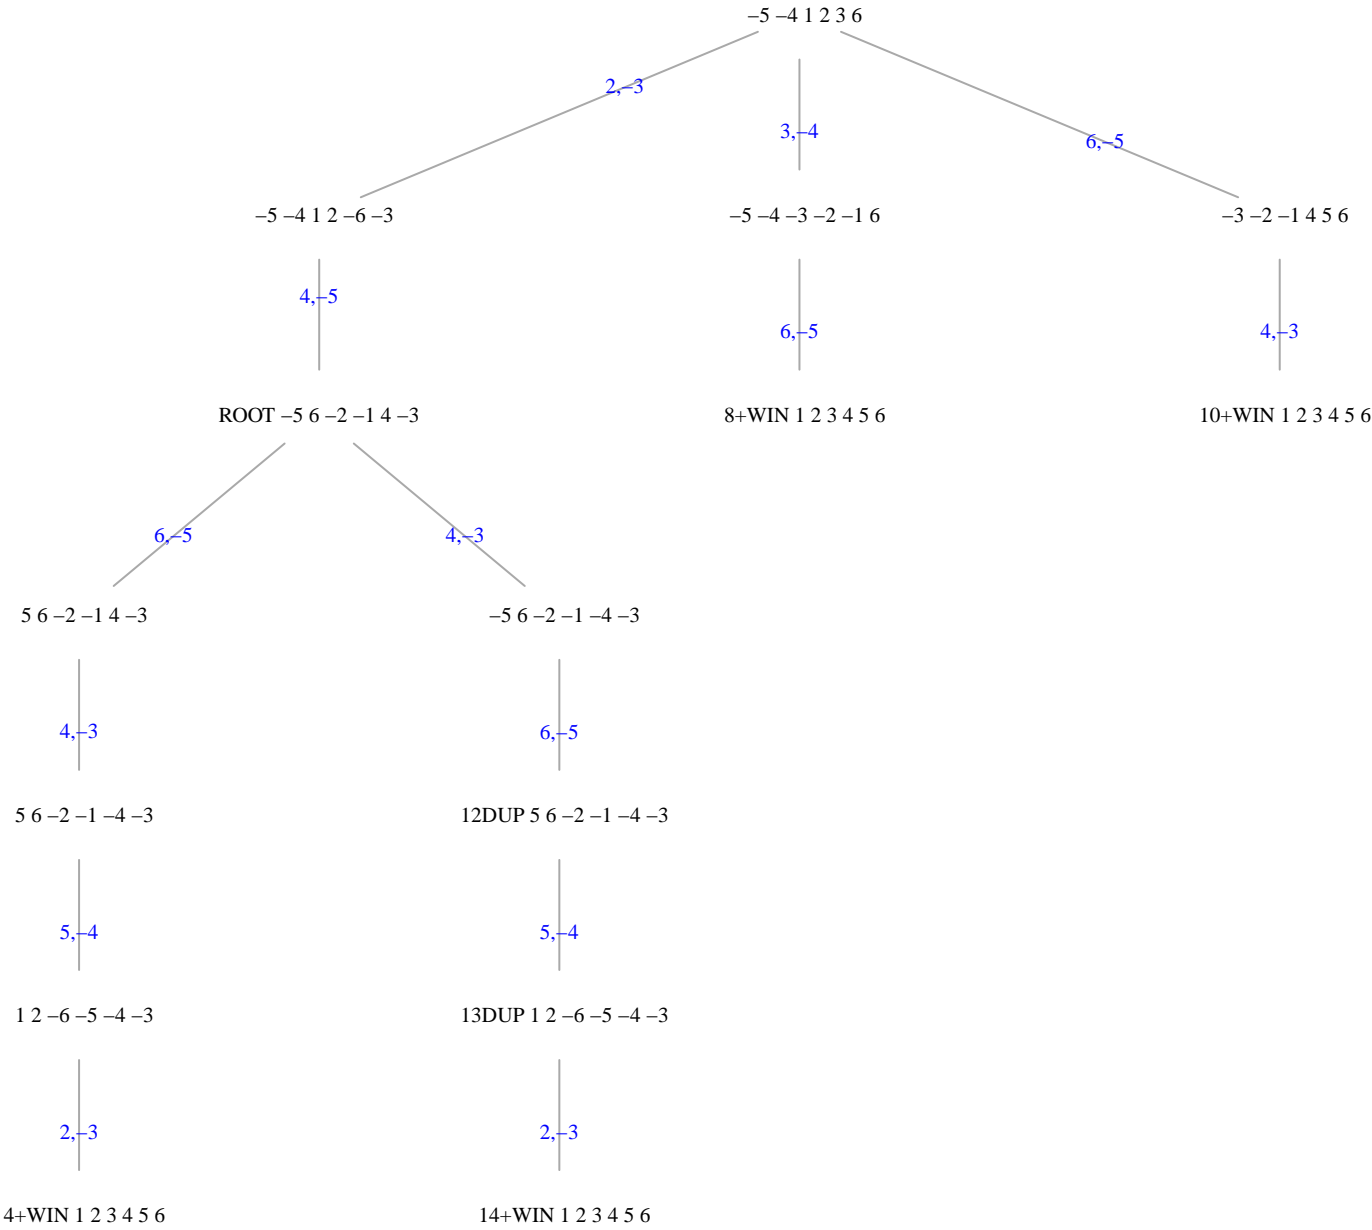 –5 –4 1 2 3 6
2,–3
3,–4
6,–5
–5 –4 1 2 –6 –3
–5 –4 –3 –2 –1 6
–3 –2 –1 4 5 6
4,–5
6,–5
4,–3
ROOT –5 6 –2 –1 4 –3
8+WIN 1 2 3 4 5 6
10+WIN 1 2 3 4 5 6
6,–5
4,–3
5 6 –2 –1 4 –3
–5 6 –2 –1 –4 –3
4,–3
6,–5
5 6 –2 –1 –4 –3
12DUP 5 6 –2 –1 –4 –3
5,–4
5,–4
1 2 –6 –5 –4 –3
13DUP 1 2 –6 –5 –4 –3
2,–3
2,–3
4+WIN 1 2 3 4 5 6
14+WIN 1 2 3 4 5 6